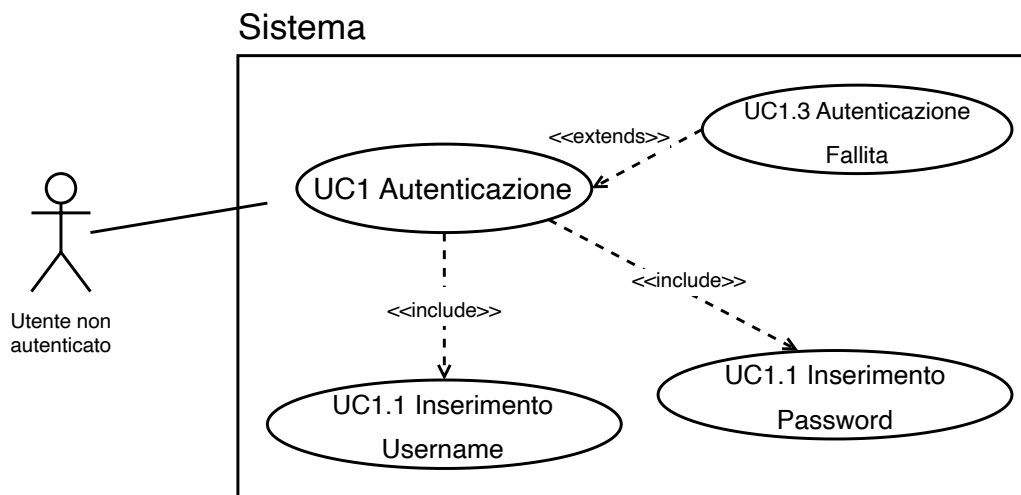 Sistema
UC1.3 Autenticazione
Fallita
<<extends>>
UC1 Autenticazione
<<include>>
<<include>>
Utente non
autenticato
UC1.1 Inserimento
Password
UC1.1 Inserimento
Username